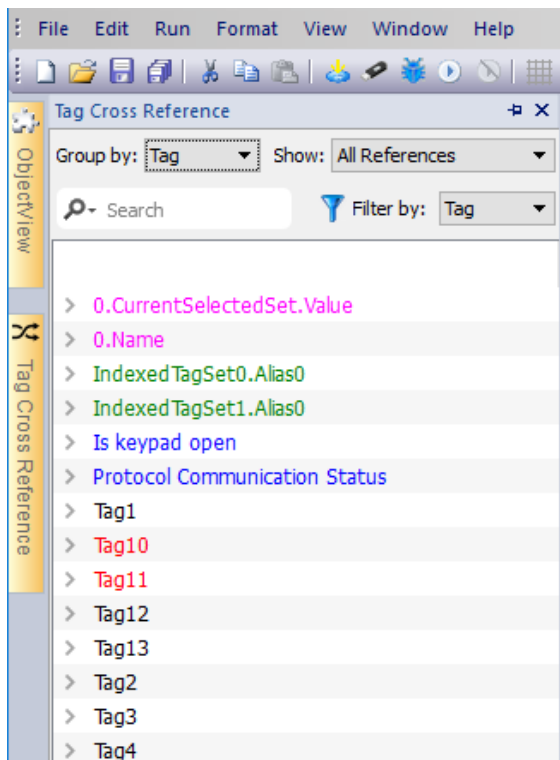 File Edit Run Format View Window Help
ObjectView
Tag Cross Reference
Tag Cross Reference
Group by: Tag Show: All References
Search Filter by: Tag
0.CurrentSelectedSet.Value
0.Name
IndexedTagSet0.Alias0
IndexedTagSet1.Alias0
Is keypad open
Protocol Communication Status
Tag1
Tag10
Tag11
Tag12
Tag13
Tag2
Tag3
Tag4